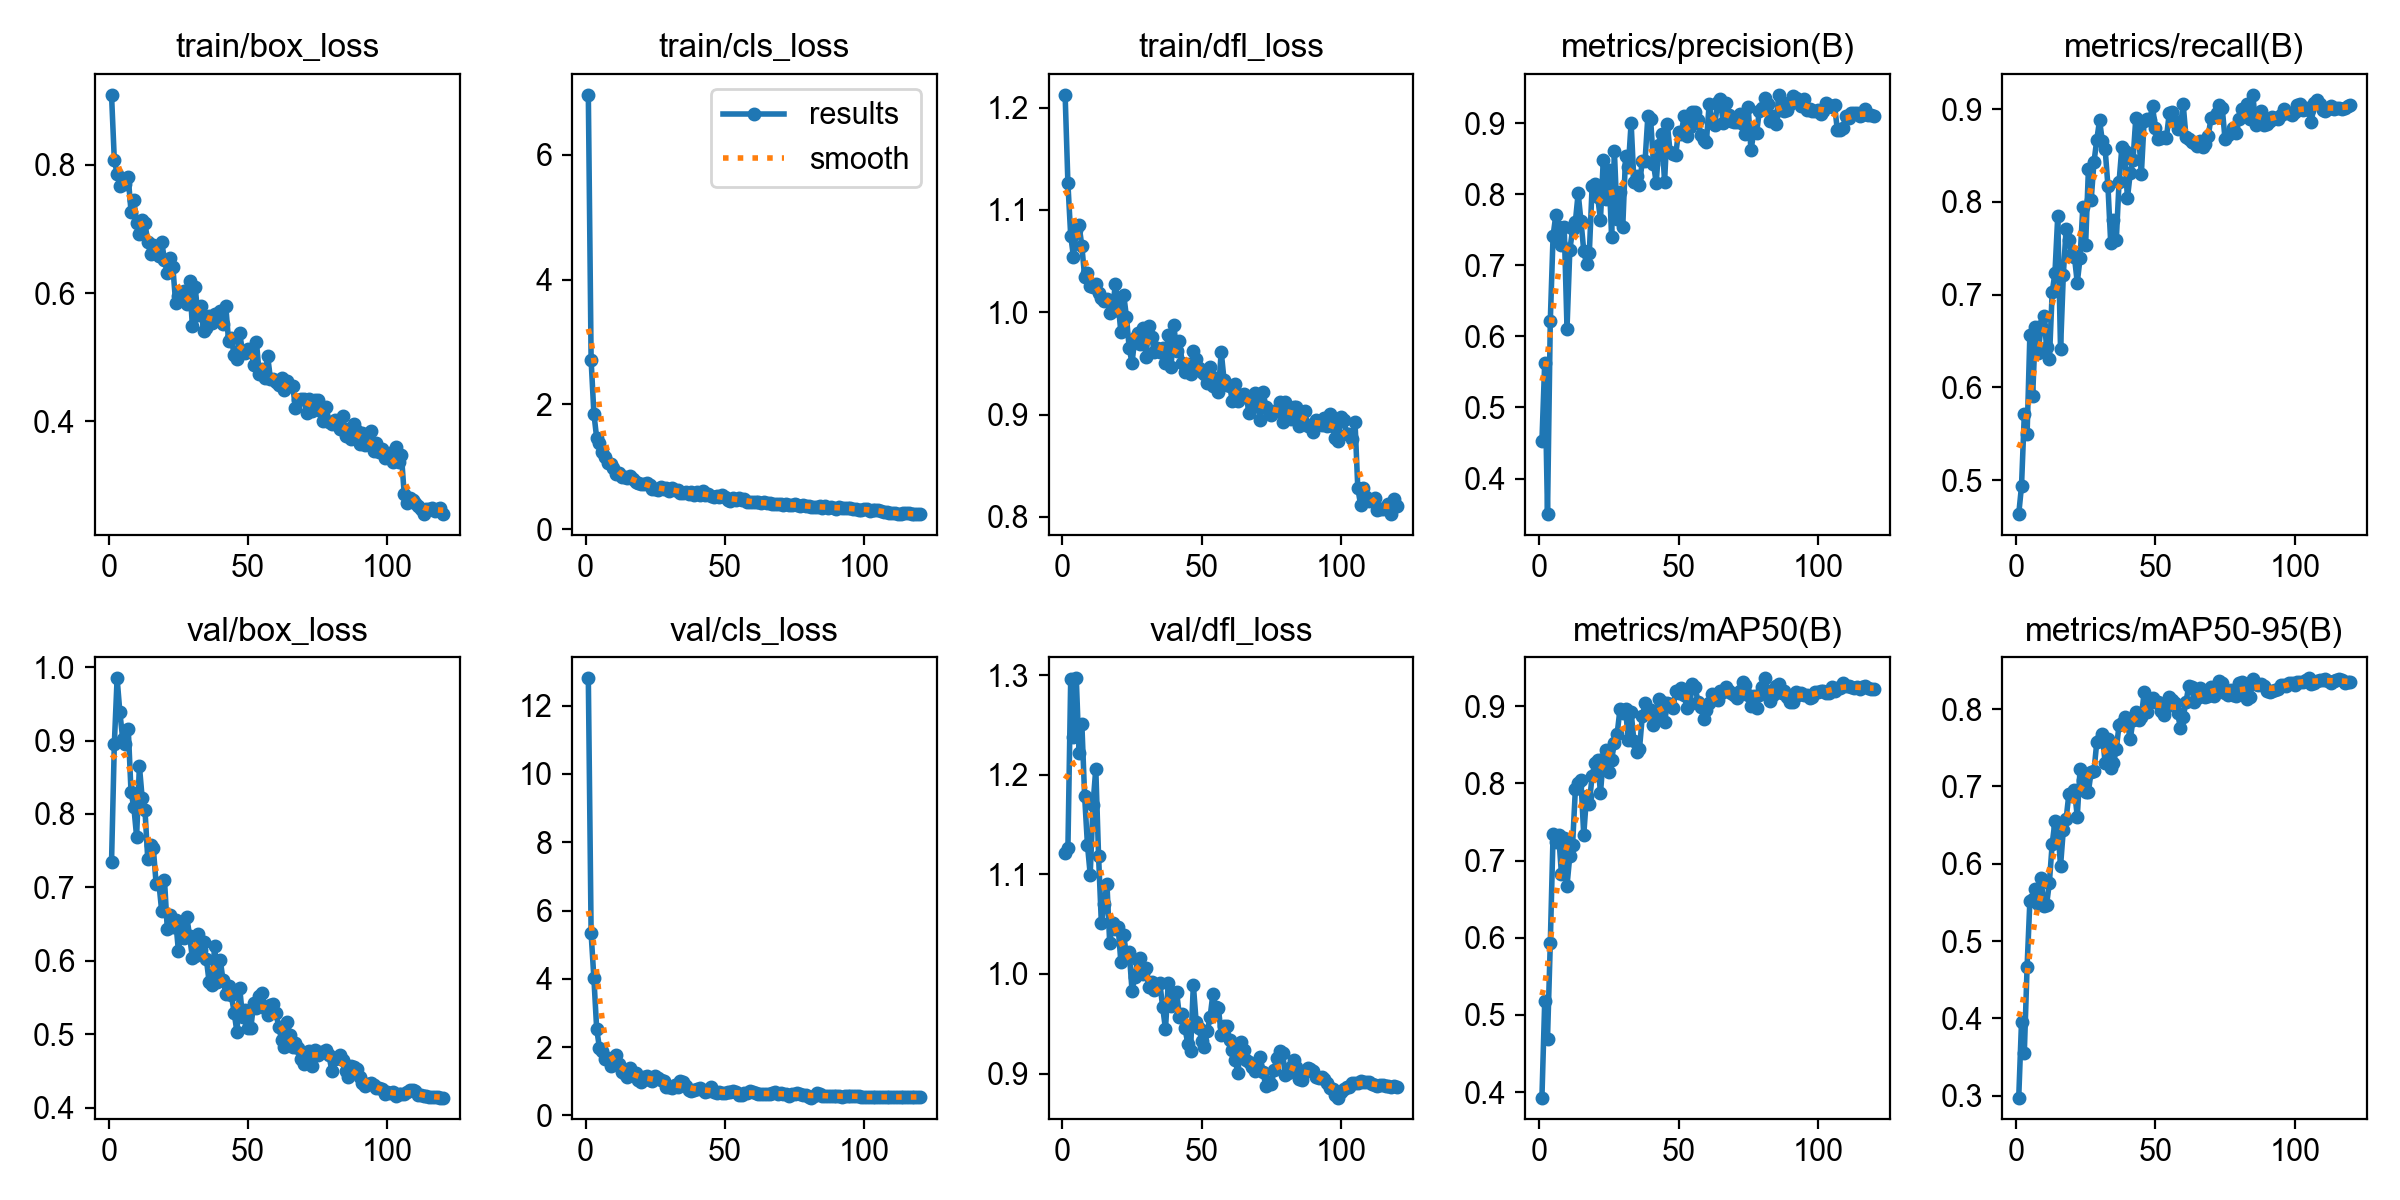 train/box_loss
train/cls_loss
train/dfl_loss
metrics/precision(B)
metrics/recall(B)
results
smooth
0.8
0.6
0.4
0 50 100
6
4
2
0
0 50 100
1.2
1.1
1.0
0.9
0.8
0 50 100
0.9
0.8
0.7
0.6
0.5
0.4
0 50 100
0.9
0.8
0.7
0.6
0.5
0 50 100
val/box_loss
val/cls_loss
val/dfl_loss
metrics/mAP50(B)
metrics/mAP50-95(B)
1.0
0.9
0.8
0.7
0.6
0.5
0.4
0 50 100
12
10
8
6
4
2
0
0 50 100
1.3
1.2
1.1
1.0
0.9
0 50 100
0.9
0.8
0.7
0.6
0.5
0.4
0 50 100
0.8
0.7
0.6
0.5
0.4
0.3
0 50 100